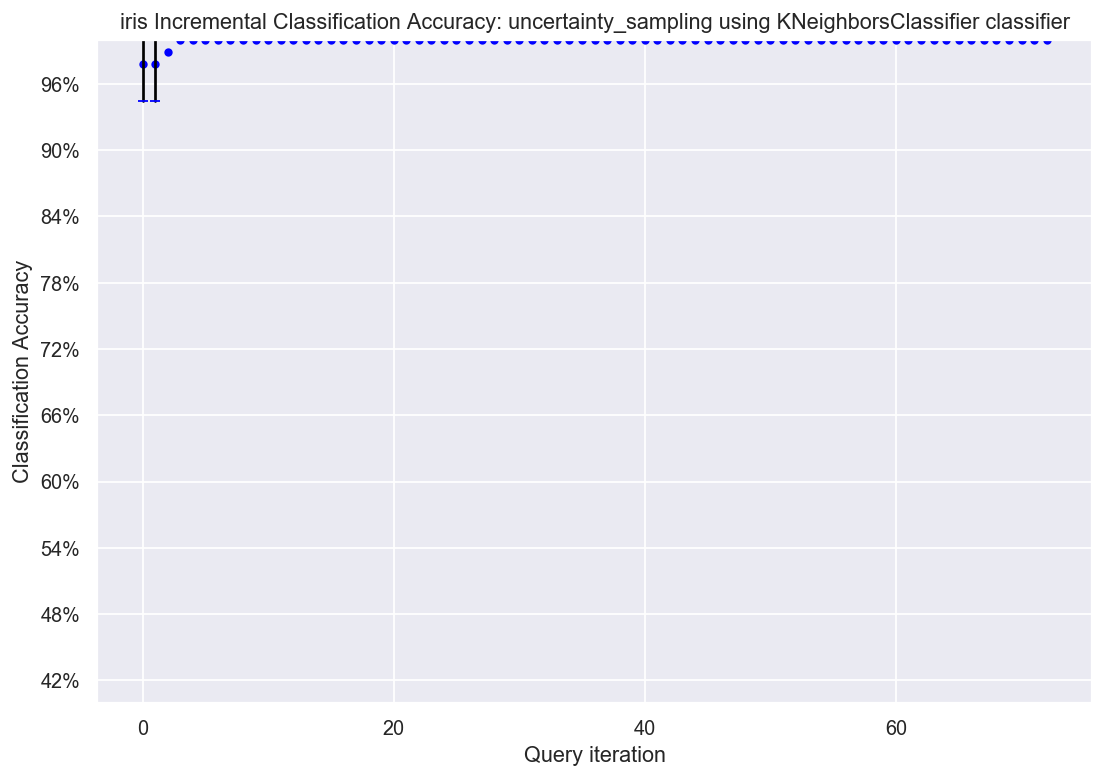 iris Incremental Classification Accuracy: uncertainty_sampling using KNeighborsClassifier classifier
96%
90%
84%
78%
72%
66%
60%
54%
48%
42%
Classification Accuracy
0 20 40 60
Query iteration